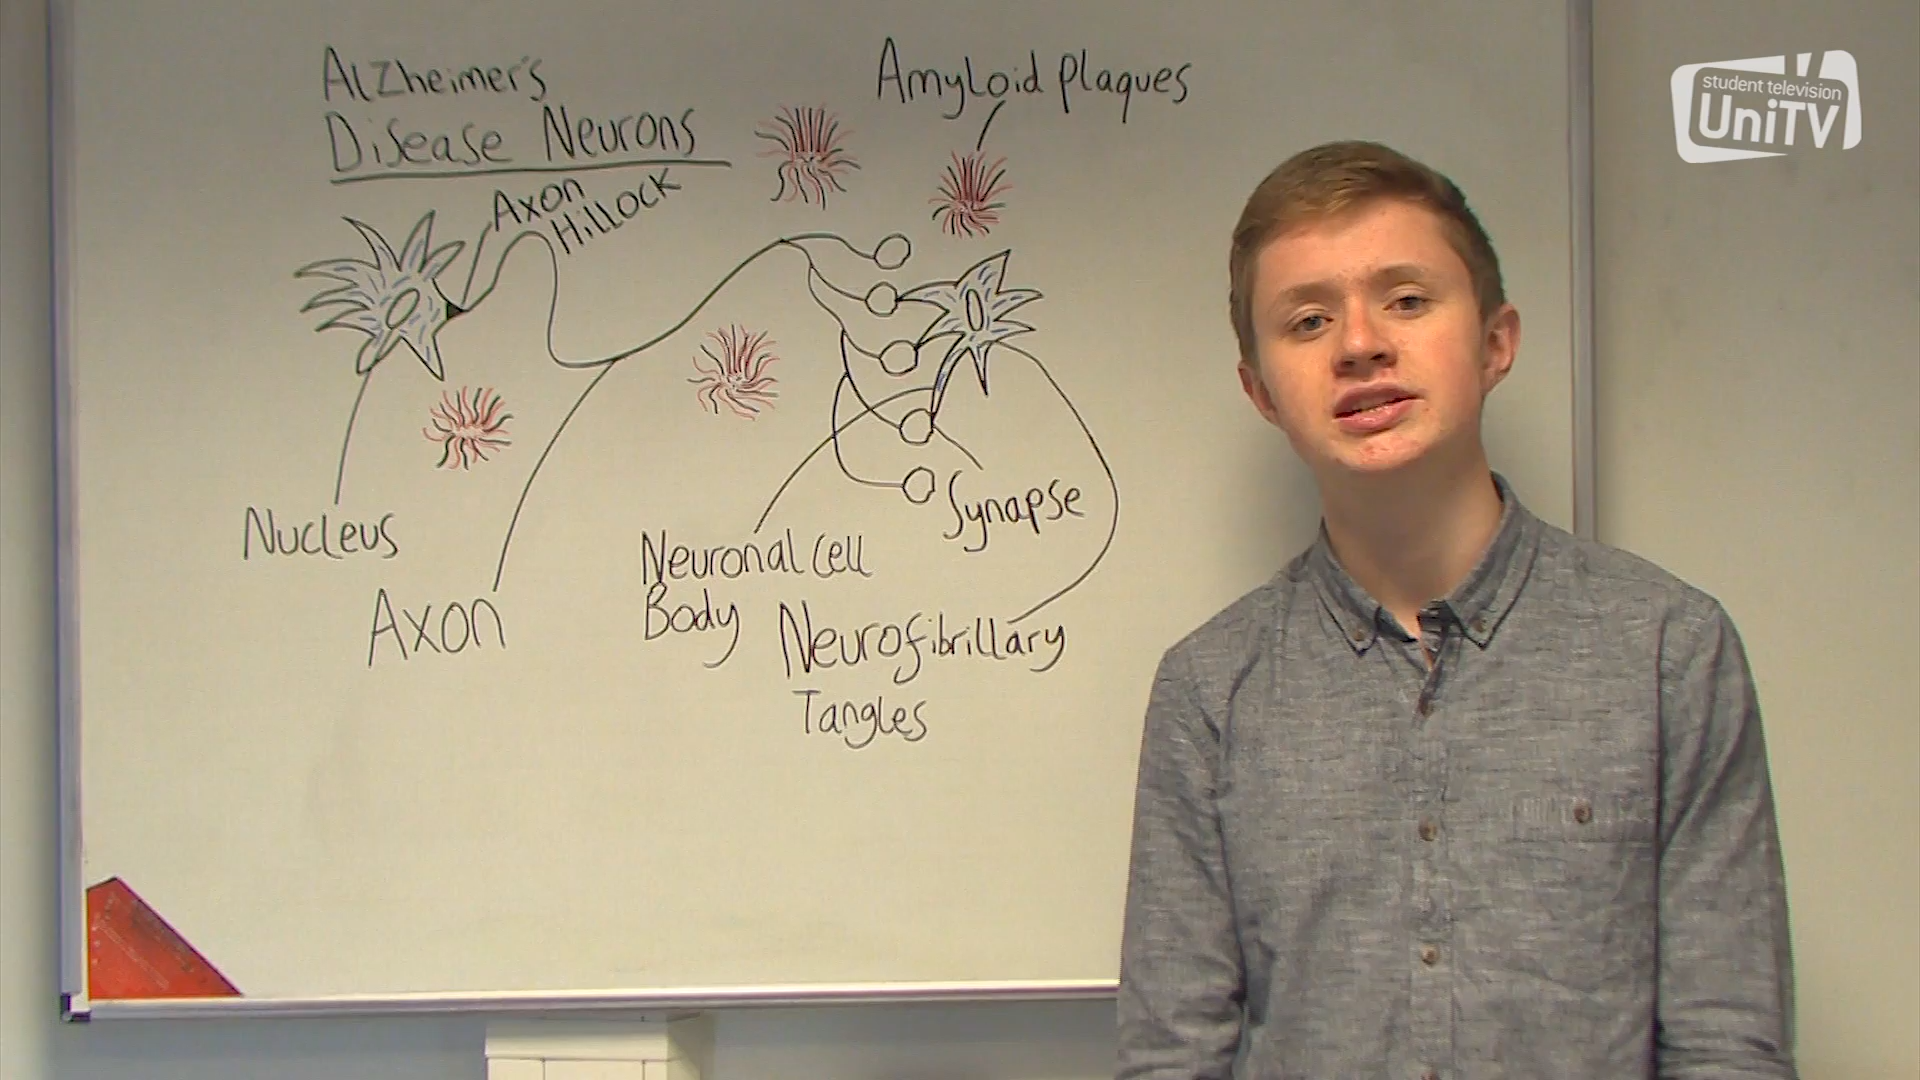 Alzheimer's
Disease Neurons
Amyloid plaques
Axon
Hillock
Nucleus
Axon
Neuronal cell
Body
Synapse
Neurofibrillary
Tangles
student television
UniTV